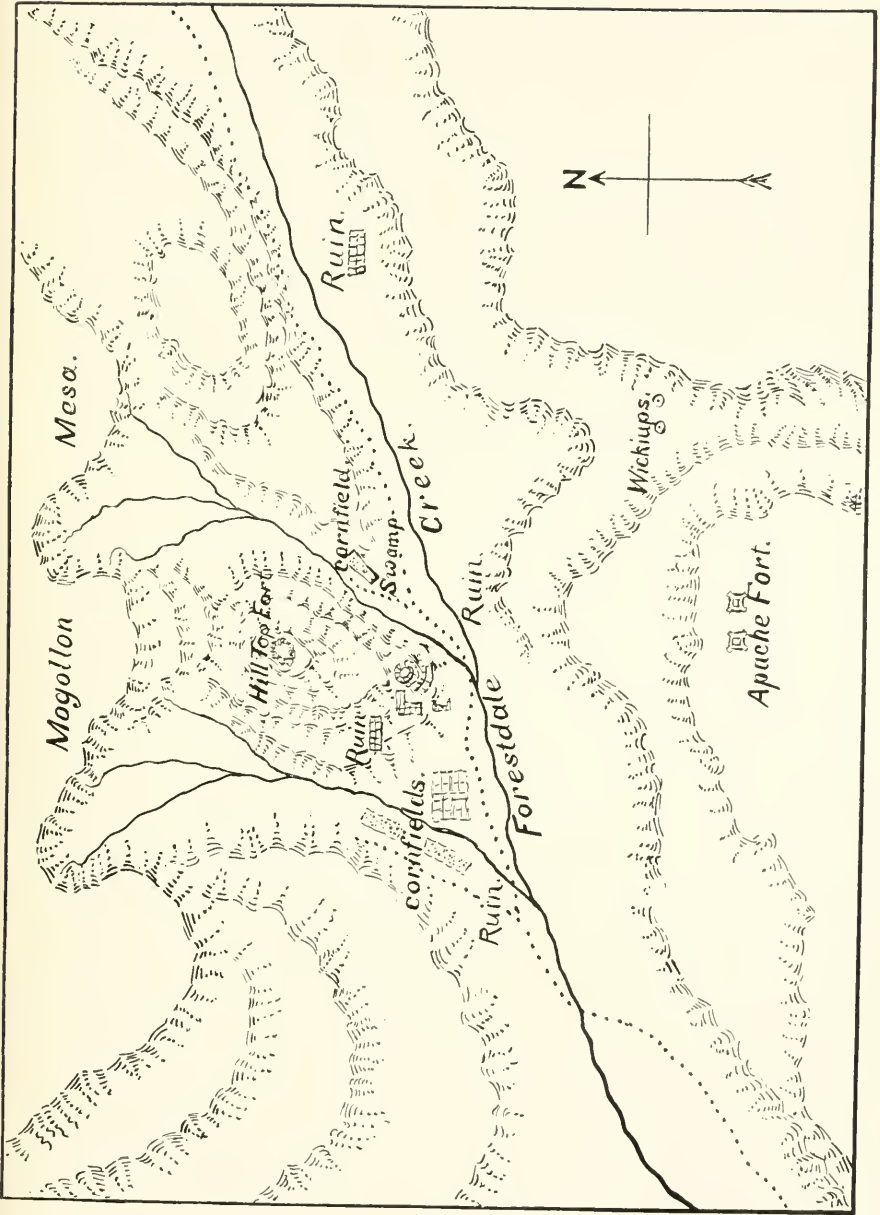 Mogollon Mesa.
Hill Top Fort
Ruin.
cornfield.
Ruin
Swamp.
cornfields.
Forestdale Creek.
Ruin.
Ruin.
N
Wickiups.
Apache Fort.